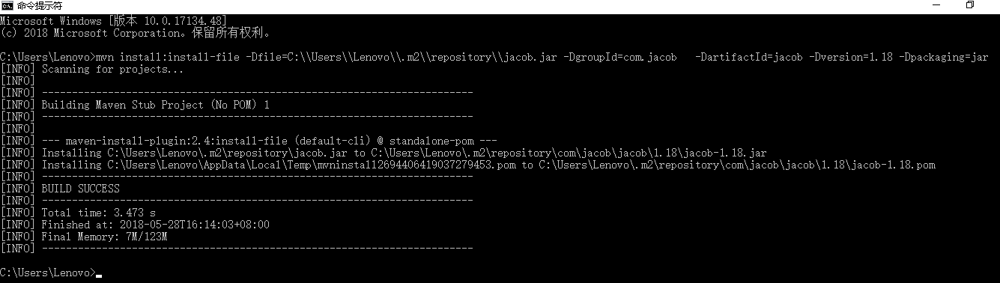 命令提示符
Microsoft Windows [版本 10.0.17134.48]
(c) 2018 Microsoft Corporation。保留所有权利。
C:\Users\Lenovo>mvn install:install-file -Dfile=C:\\Users\\Lenovo\\.m2\\repository\\jacob.jar -DgroupId=com.jacob   -DartifactId=jacob -Dversion=1.18 -Dpackaging=jar
[INFO] Scanning for projects...
[INFO]
[INFO] ------------------------------------------------------------------------
[INFO] Building Maven Stub Project (No POM) 1
[INFO] ------------------------------------------------------------------------
[INFO]
[INFO] --- maven-install-plugin:2.4:install-file (default-cli) @ standalone-pom ---
[INFO] Installing C:\Users\Lenovo\.m2\repository\jacob.jar to C:\Users\Lenovo\.m2\repository\com\jacob\jacob\1.18\jacob-1.18.jar
[INFO] Installing C:\Users\Lenovo\AppData\Local\Temp\mvninstall269440641903727​9453.pom to C:\Users\Lenovo\.m2\repository\com\jacob\jacob\1.18\jacob-1.18.pom
[INFO] ------------------------------------------------------------------------
[INFO] BUILD SUCCESS
[INFO] ------------------------------------------------------------------------
[INFO] Total time: 3.473 s
[INFO] Finished at: 2018-05-28T16:14:03+08:00
[INFO] Final Memory: 7M/123M
[INFO] ------------------------------------------------------------------------
C:\Users\Lenovo>